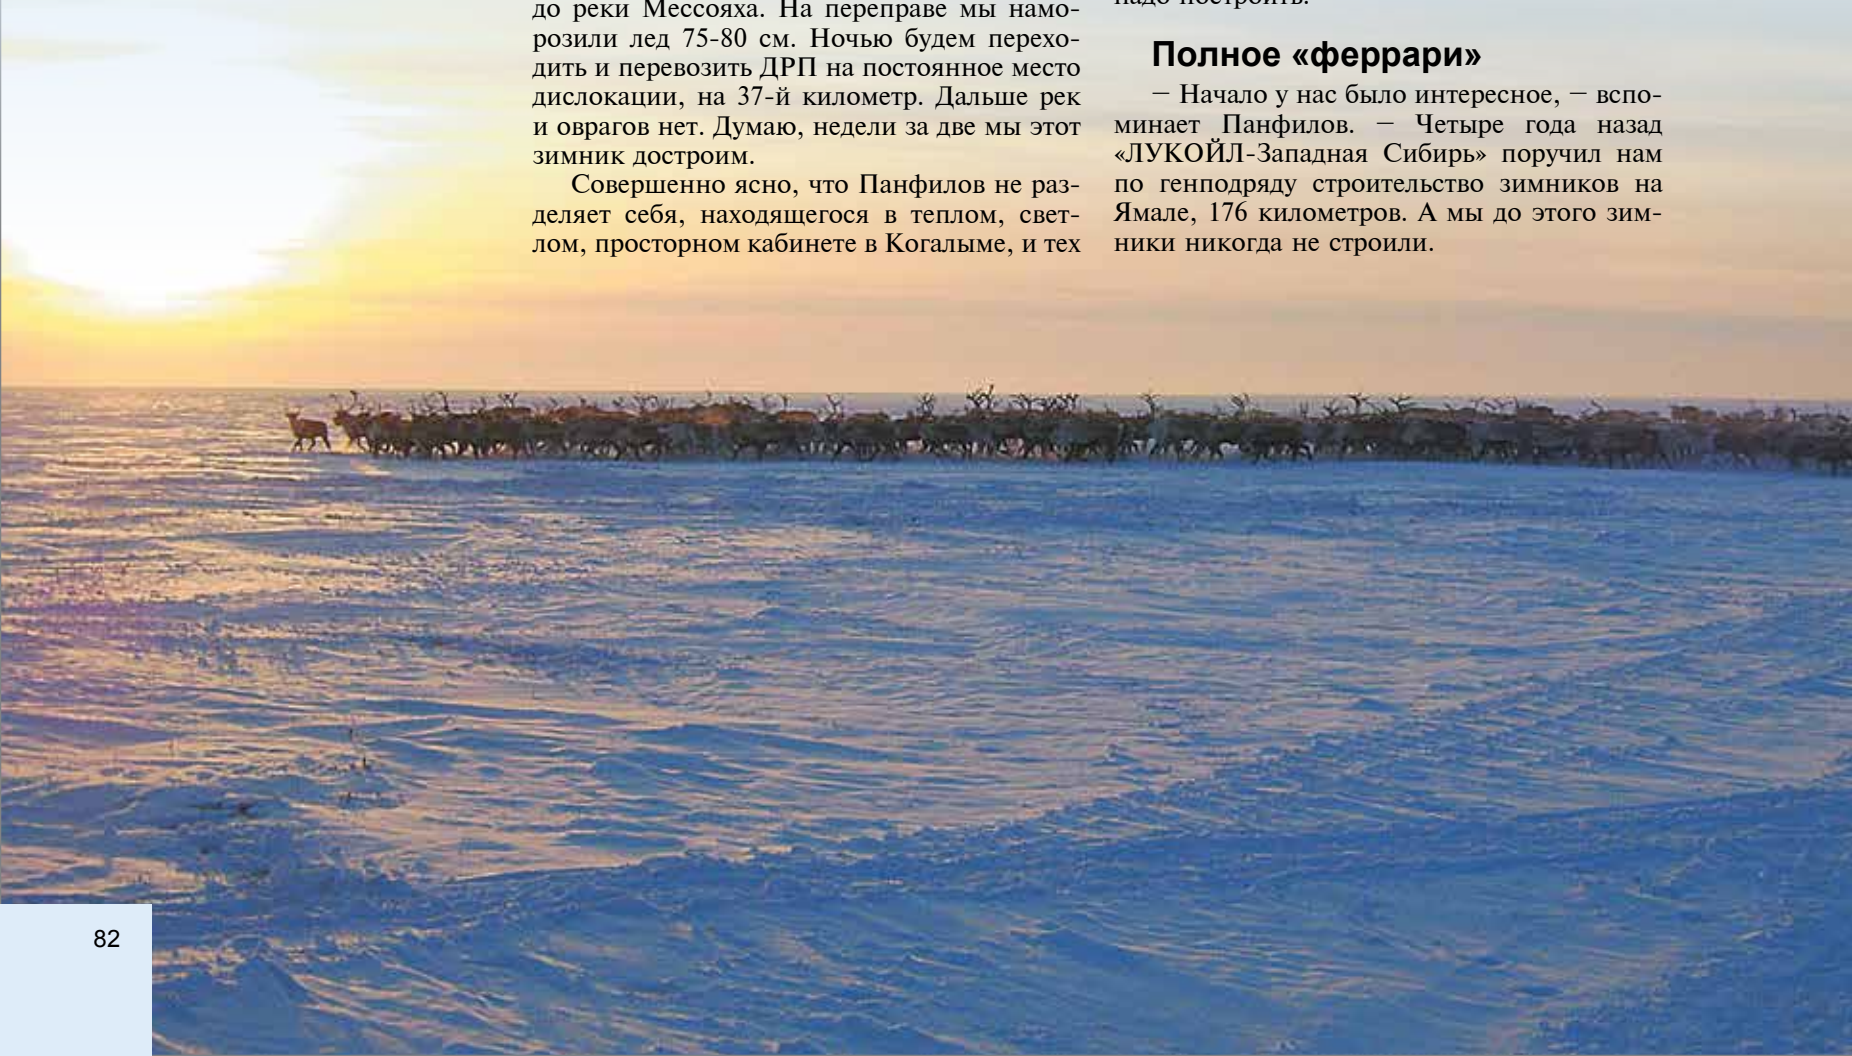 до реки Мессояха. На переправе мы намо-
розили лед 75-80 см. Ночью будем перехо-
дить и перевозить ДРП на постоянное место
дислокации, на 37-й километр. Дальше рек
и оврагов нет. Думаю, недели за две мы этот
зимник достроим.
Совершенно ясно, что Панфилов не раз-
деляет себя, находящегося в теплом, свет-
лом, просторном кабинете в Когалыме, и тех
надо построить.
Полное «феррари»
— Начало у нас было интересное, — вспо-
минает Панфилов. — Четыре года назад
«ЛУКОЙЛ-Западная Сибирь» поручил нам
по генподряду строительство зимников на
Ямале, 176 километров. А мы до этого зим-
ники никогда не строили.
82